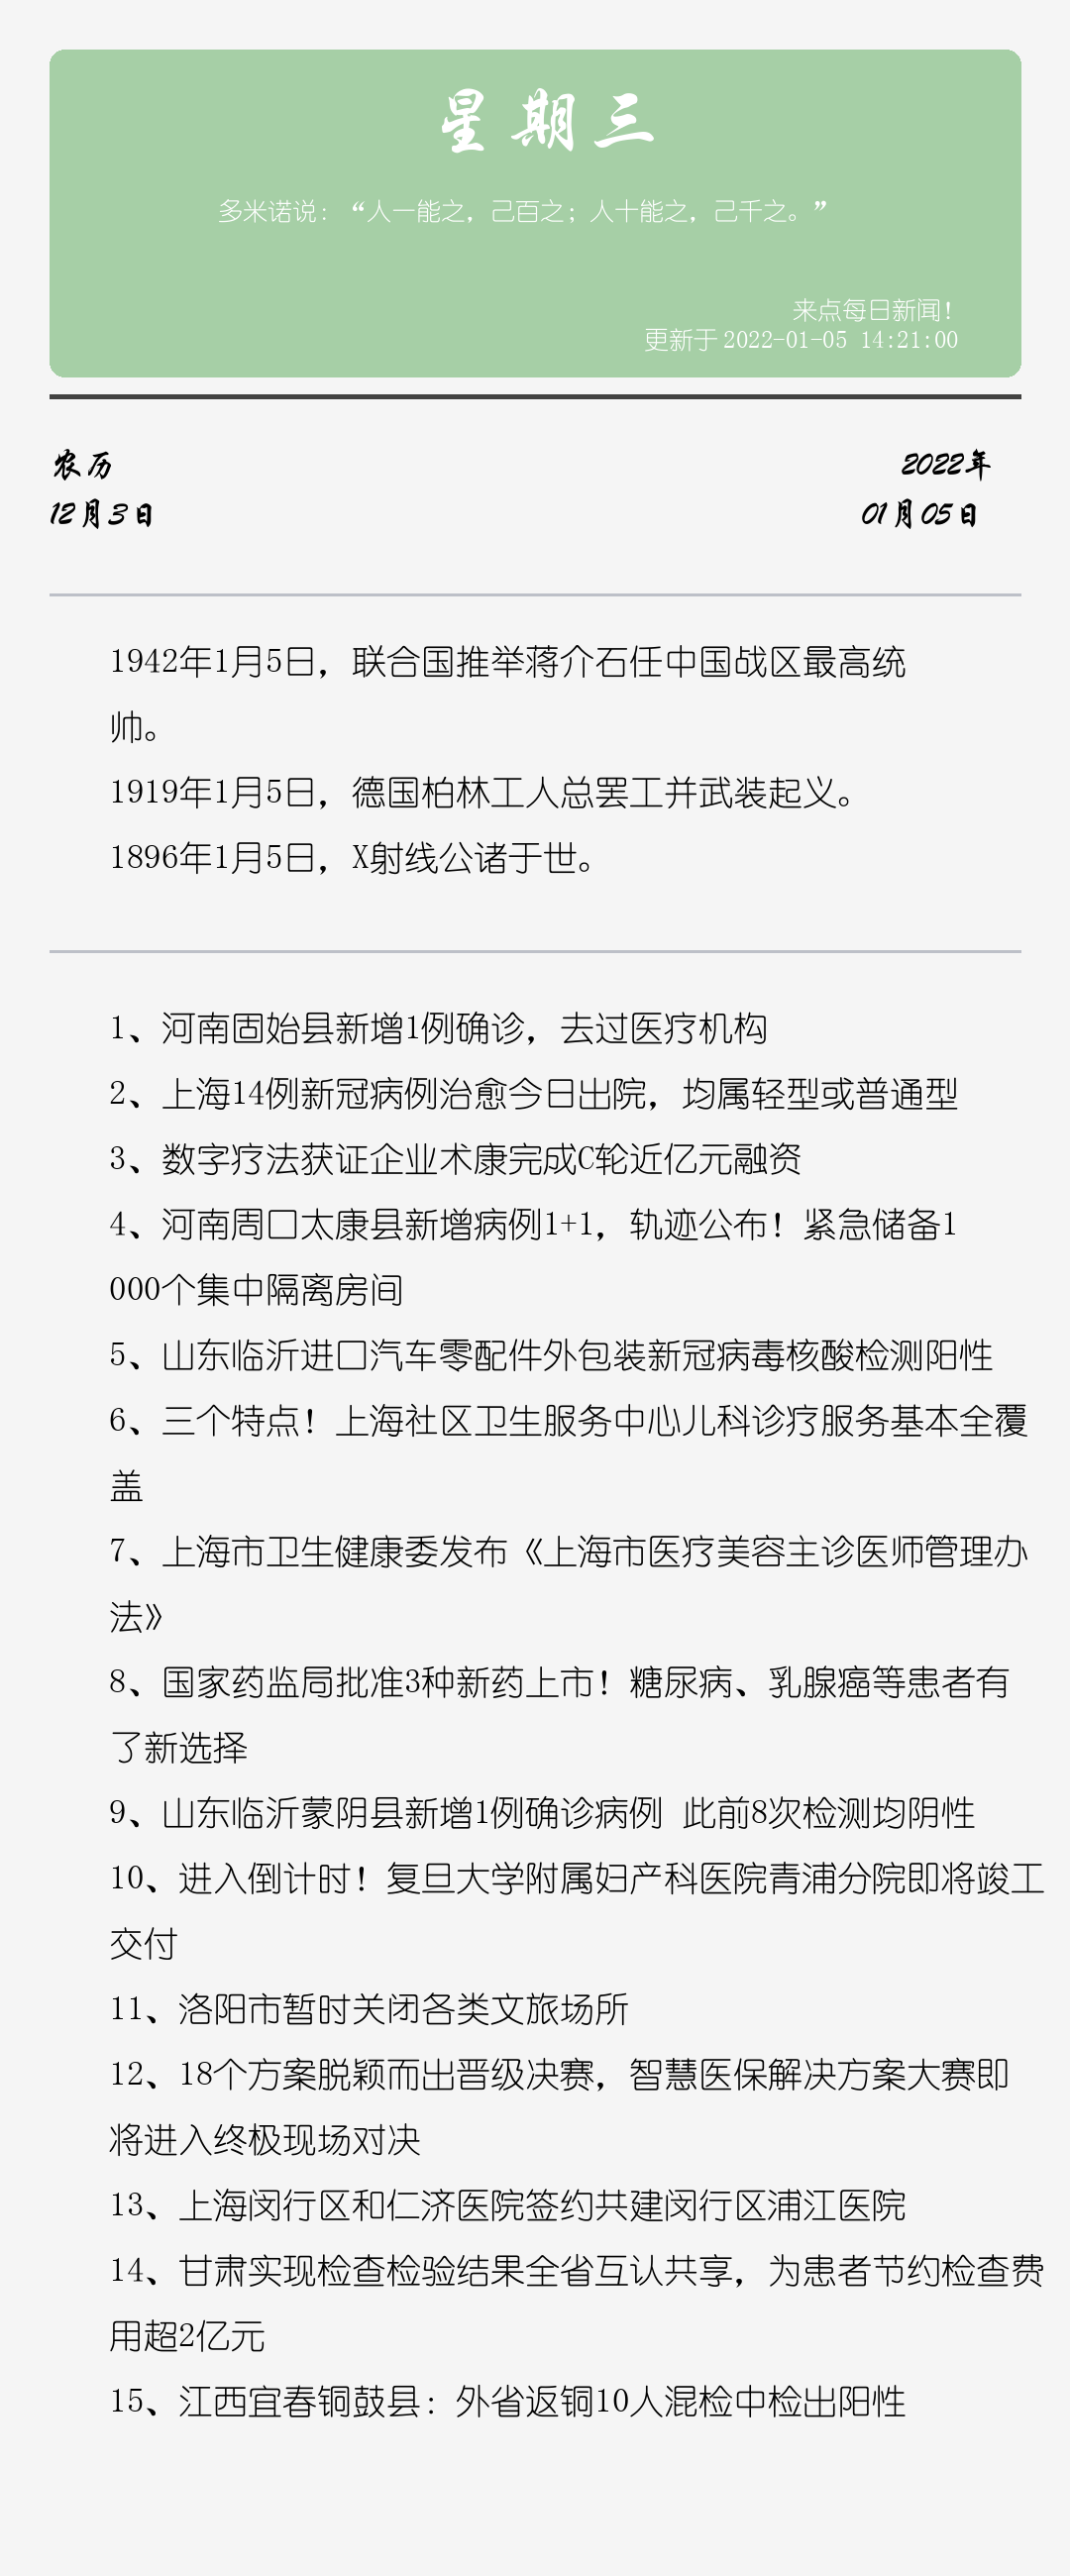 星期三
多米诺说：“人一能之，己百之；人十能之，己千之。”
来点每日新闻！
更新于 2022-01-05 14:21:00
农历
2022年
12月3日
01月05日
1942年1月5日，联合国推举蒋介石任中国战区最高统
帅。
1919年1月5日，德国柏林工人总罢工并武装起义。
1896年1月5日，X射线公诸于世。
1、河南固始县新增1例确诊，去过医疗机构
2、上海14例新冠病例治愈今日出院，均属轻型或普通型
3、数字疗法获证企业术康完成C轮近亿元融资
4、河南周口太康县新增病例1+1，轨迹公布！紧急储备1
000个集中隔离房间
5、山东临沂进口汽车零配件外包装新冠病毒核酸检测阳性
6、三个特点！上海社区卫生服务中心儿科诊疗服务基本全覆
盖
7、上海市卫生健康委发布《上海市医疗美容主诊医师管理办
法》
8、国家药监局批准3种新药上市！糖尿病、乳腺癌等患者有
了新选择
9、山东临沂蒙阴县新增1例确诊病例 此前8次检测均阴性
10、进入倒计时！复旦大学附属妇产科医院青浦分院即将竣工
交付
11、洛阳市暂时关闭各类文旅场所
12、18个方案脱颖而出晋级决赛，智慧医保解决方案大赛即
将进入终极现场对决
13、上海闵行区和仁济医院签约共建闵行区浦江医院
14、甘肃实现检查检验结果全省互认共享，为患者节约检查费
用超2亿元
15、江西宜春铜鼓县：外省返铜10人混检中检出阳性